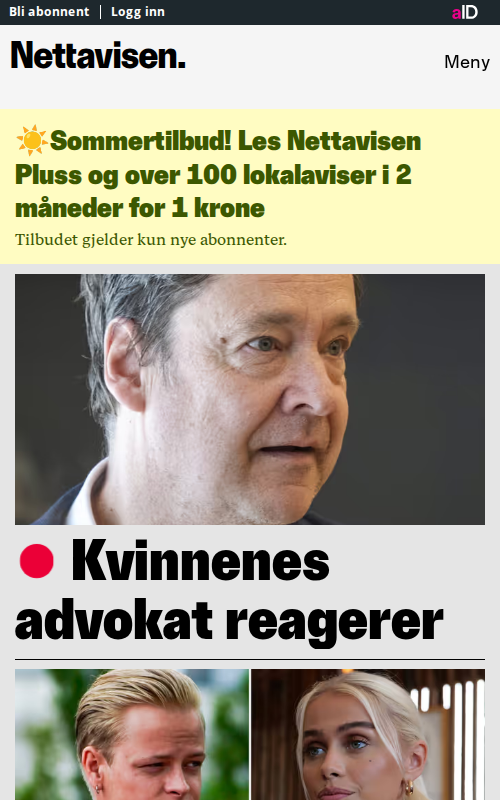 Bli abonnent
Logg inn
aID
Nettavisen.
Meny
Sommertilbud! Les Nettavisen
Pluss og over 100 lokalaviser i 2
måneder for 1 krone
Tilbudet gjelder kun nye abonnenter.
Kvinnenes
advokat reagerer